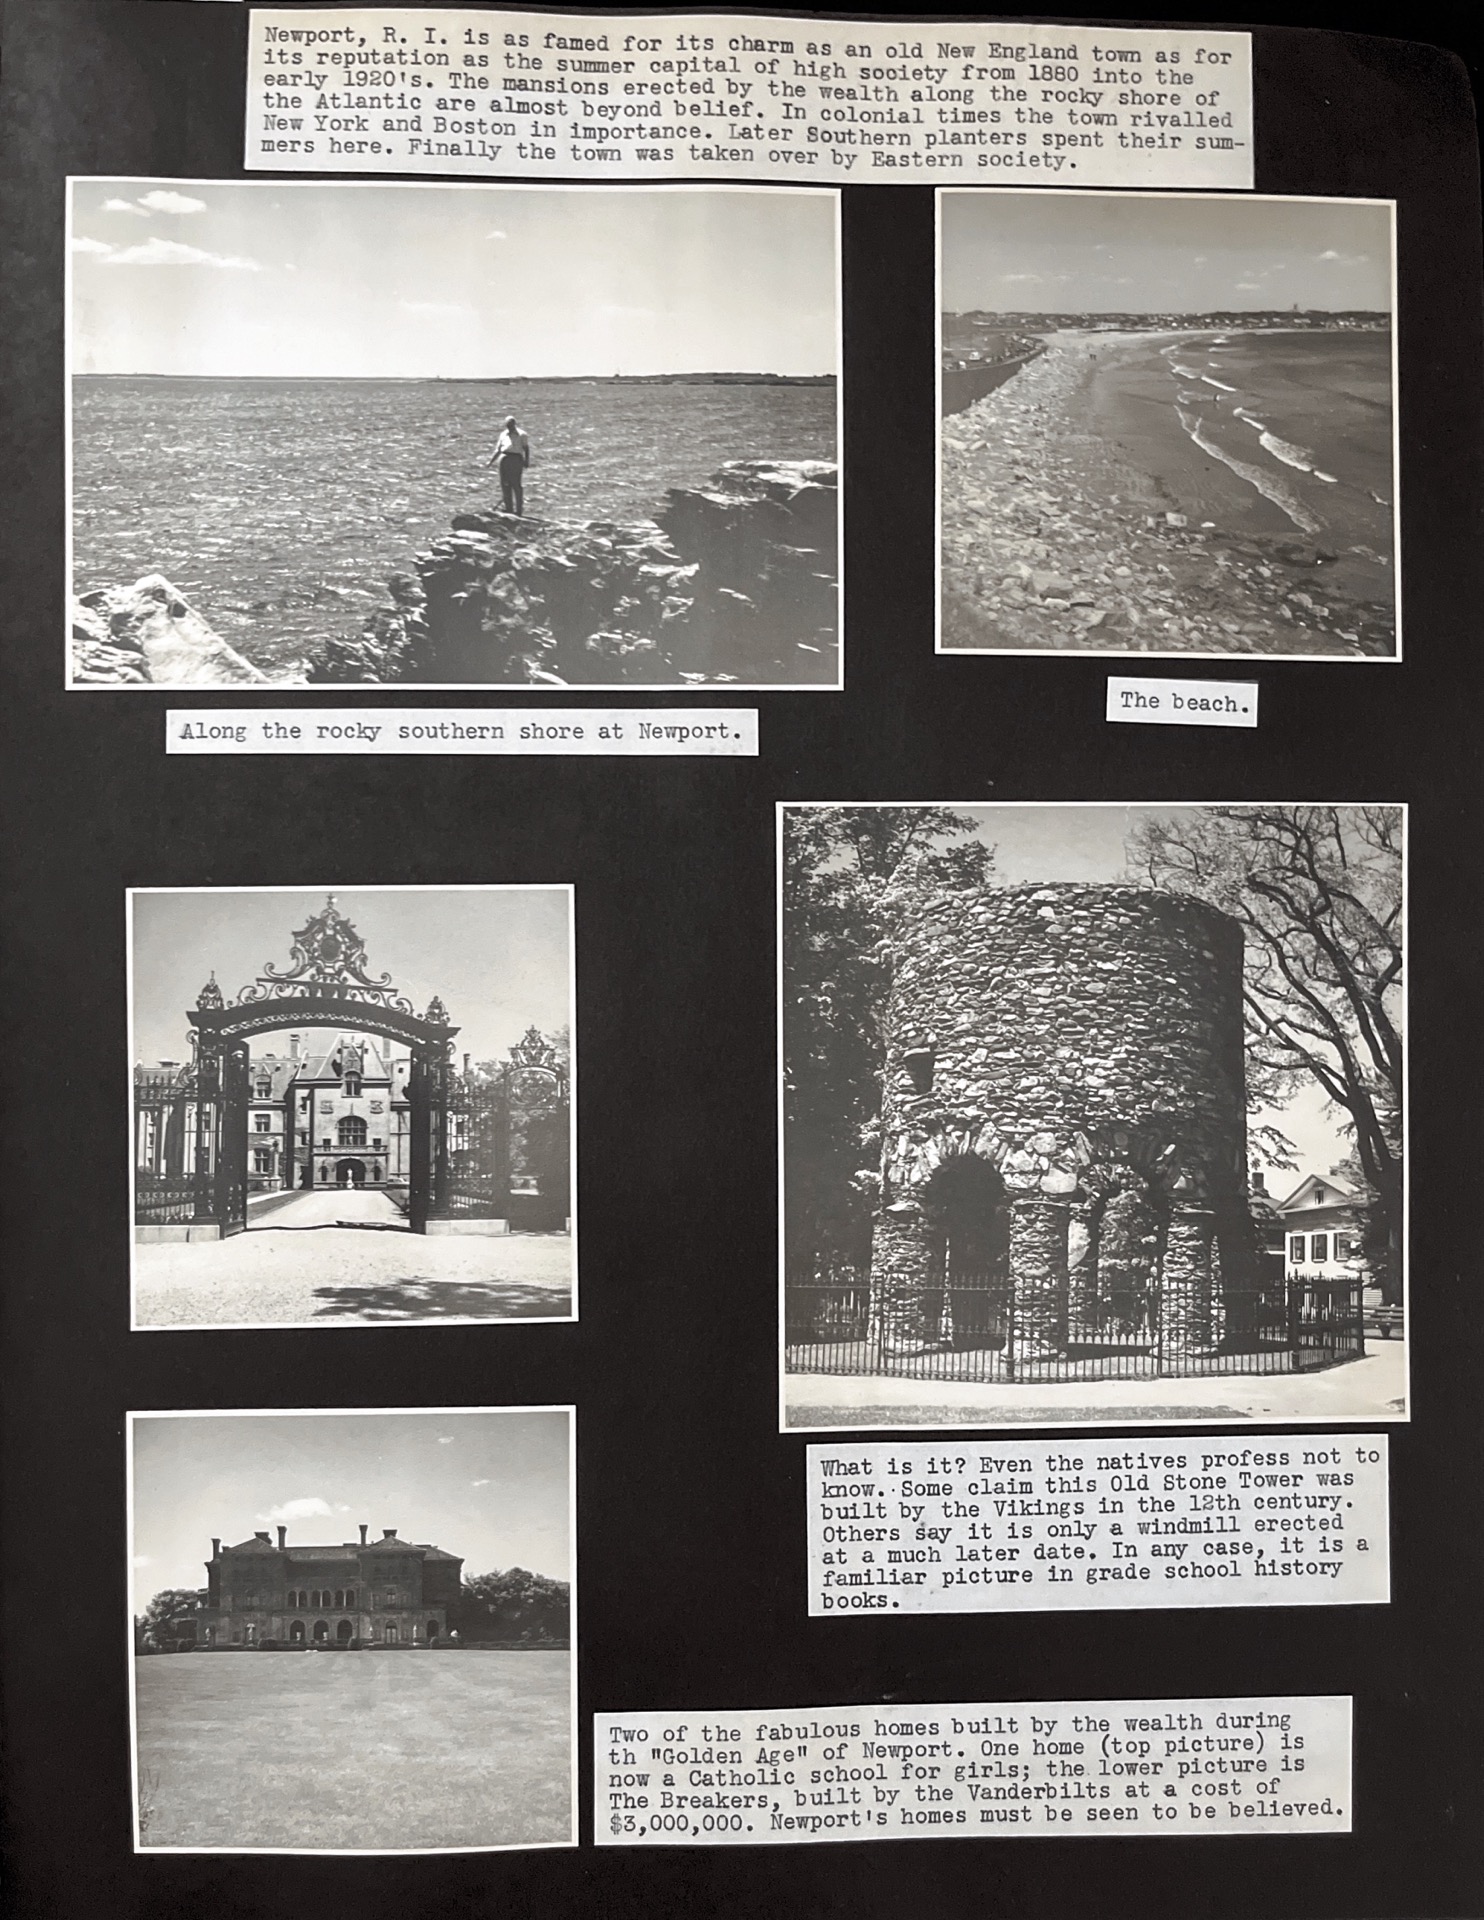 Newport, R. I. is as famed for its charm as an old New England town as for
its reputation as the summer capital of high society from 1880 into the
early 1920's. The mansions erected by the wealth along the rocky shore of
the Atlantic are almost beyond belief. In colonial times the town rivalled
New York and Boston in importance. Later Southern planters spent their sum-
mers here. Finally the town was taken over by Eastern society.
The beach.
Along the rocky southern shore at Newport.
What is it? Even the natives profess not to
know. Some claim this Old Stone Tower was
built by the Vikings in the 12th century.
Others say it is only a windmill erected
at a much later date. In any case, it is a
familiar picture in grade school history
books.
Two of the fabulous homes built by the wealth during
th "Golden Age" of Newport. One home (top picture) is
now a Catholic school for girls; the lower picture is
The Breakers, built by the Vanderbilts at a cost of
$3,000,000. Newport's homes must be seen to be believed.